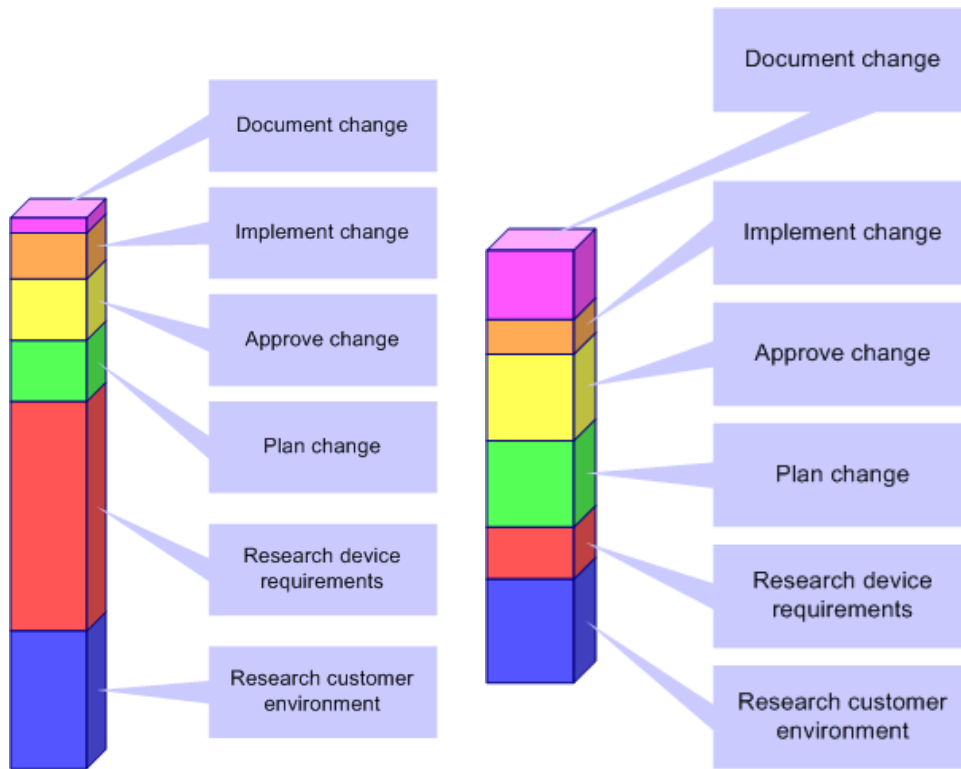 Document change
Implement change
Approve change
Plan change
Research device
requirements
Research customer
environment
Document change
Implement change
Approve change
Plan change
Research device
requirements
Research customer
environment